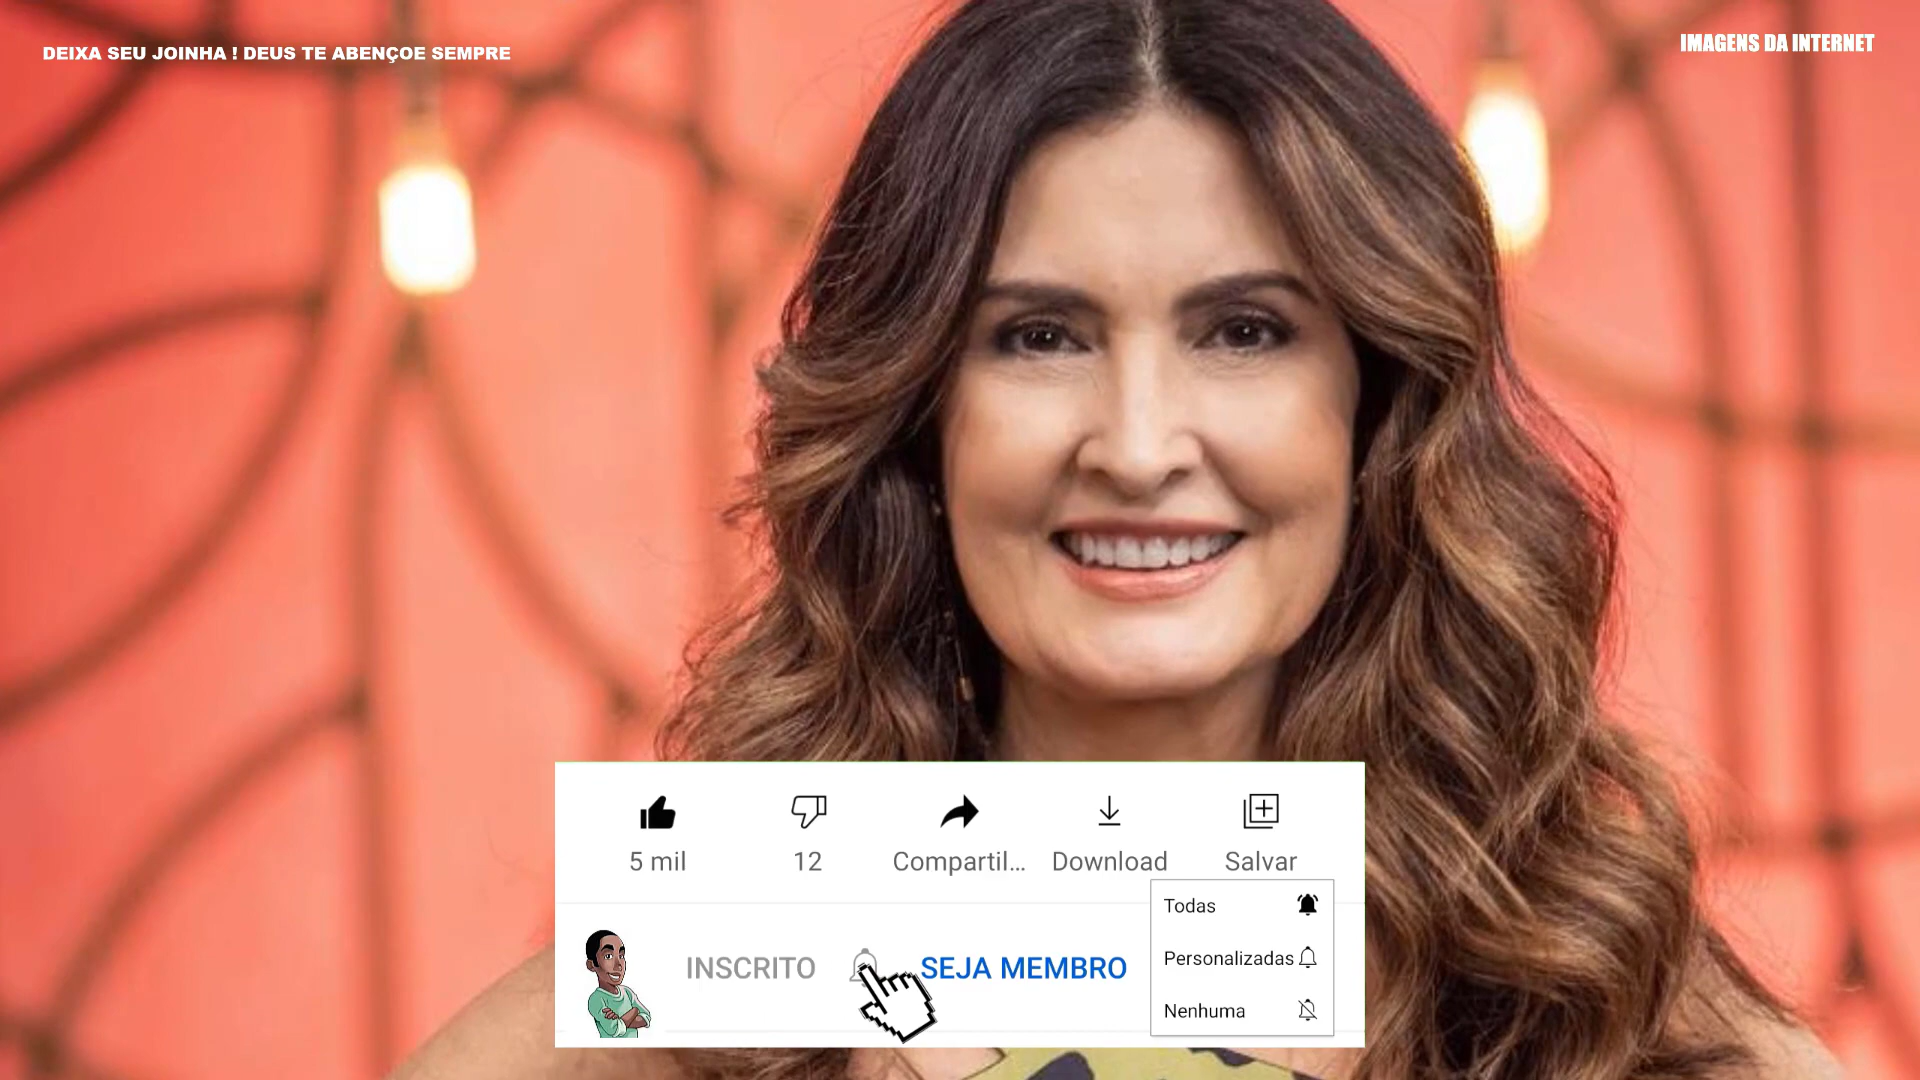 DEIXA SEU JOINHA ! DEUS TE ABENÇOE SEMPRE
IMAGENS DA INTERNET
5 mil
12
Compartil...
Download
Salvar
Todas
Personalizadas
Nenhuma
INSCRITO
SEJA MEMBRO